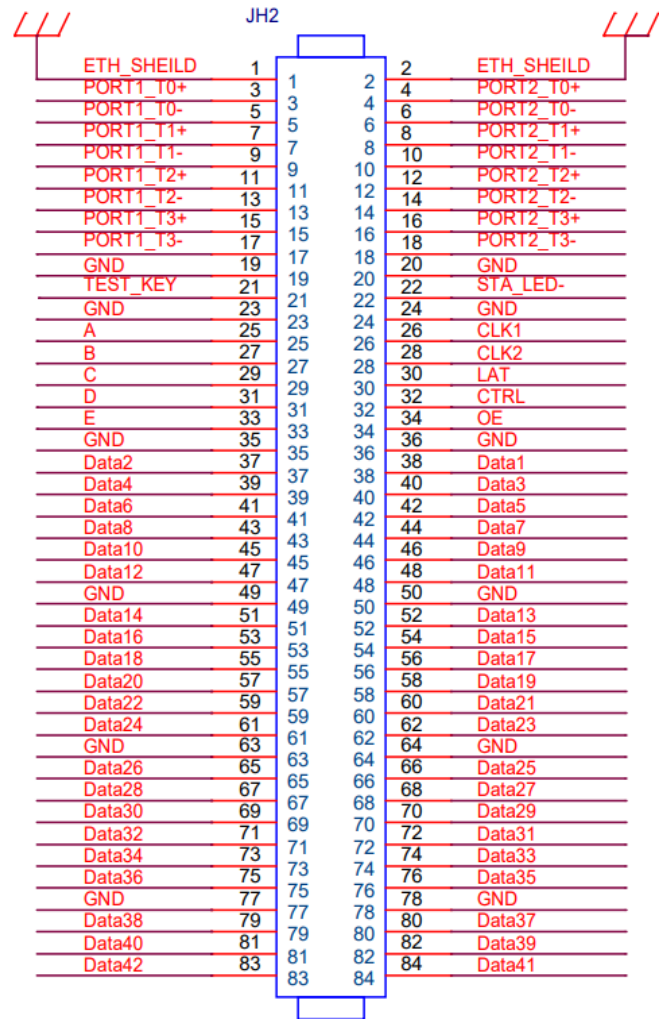 JH2
ETH_SHEILD 1 1 2 2 ETH_SHEILD
PORT1_T0+ 3 3 4 4 PORT2_T0+
PORT1_T0- 5 5 6 6 PORT2_T0-
PORT1_T1+ 7 7 8 8 PORT2_T1+
PORT1_T1- 9 9 10 10 PORT2_T1-
PORT1_T2+ 11 11 12 12 PORT2_T2+
PORT1_T2- 13 13 14 14 PORT2_T2-
PORT1_T3+ 15 15 16 16 PORT2_T3+
PORT1_T3- 17 17 18 18 PORT2_T3-
GND 19 19 20 20 GND
TEST_KEY 21 21 22 22 STA_LED-
GND 23 23 24 24 GND
A 25 25 26 26 CLK1
B 27 27 28 28 CLK2
C 29 29 30 30 LAT
D 31 31 32 32 CTRL
E 33 33 34 34 OE
GND 35 35 36 36 GND
Data2 37 37 38 38 Data1
Data4 39 39 40 40 Data3
Data6 41 41 42 42 Data5
Data8 43 43 44 44 Data7
Data10 45 45 46 46 Data9
Data12 47 47 48 48 Data11
GND 49 49 50 50 GND
Data14 51 51 52 52 Data13
Data16 53 53 54 54 Data15
Data18 55 55 56 56 Data17
Data20 57 57 58 58 Data19
Data22 59 59 60 60 Data21
Data24 61 61 62 62 Data23
GND 63 63 64 64 GND
Data26 65 65 66 66 Data25
Data28 67 67 68 68 Data27
Data30 69 69 70 70 Data29
Data32 71 71 72 72 Data31
Data34 73 73 74 74 Data33
Data36 75 75 76 76 Data35
GND 77 77 78 78 GND
Data38 79 79 80 80 Data37
Data40 81 81 82 82 Data39
Data42 83 83 84 84 Data41